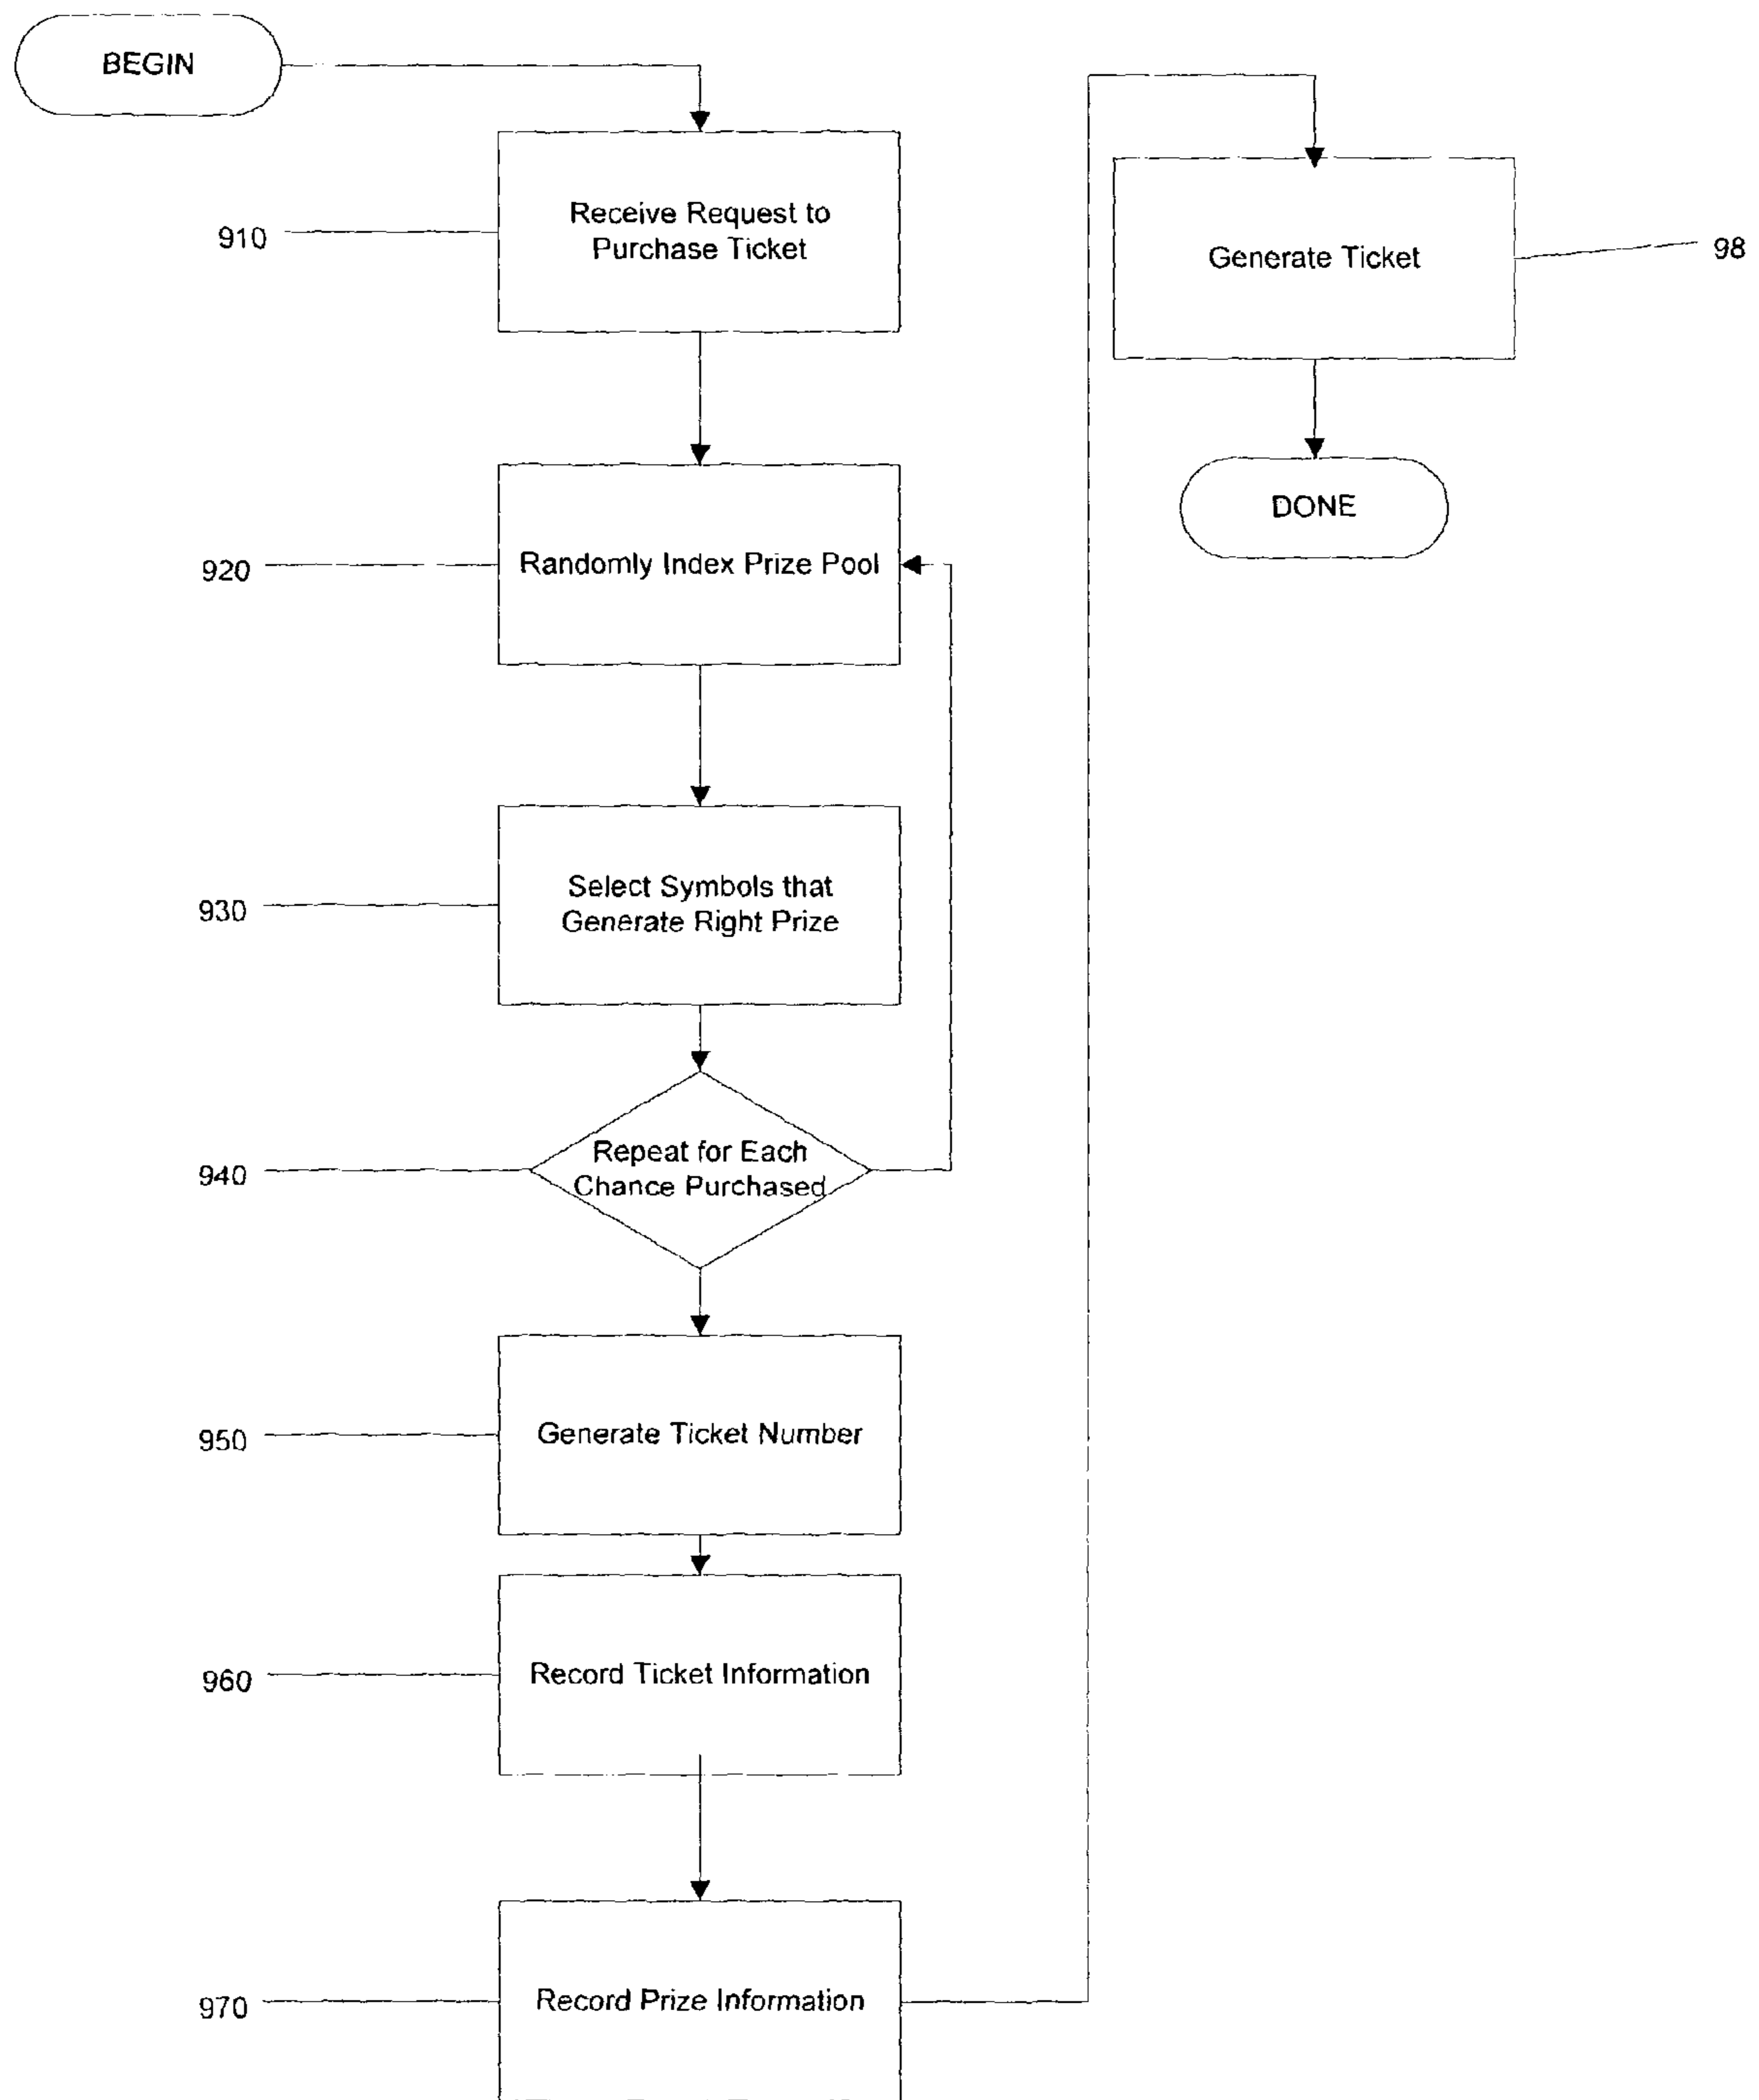 BEGIN
910
Receive Request to
Purchase Ticket
920
Randomly Index Prize Pool
930
Select Symbols that
Generate Right Prize
940
Repeat for Each
Chance Purchased
950
Generate Ticket Number
960
Record Ticket Information
970
Record Prize Information
Generate Ticket
98
DONE